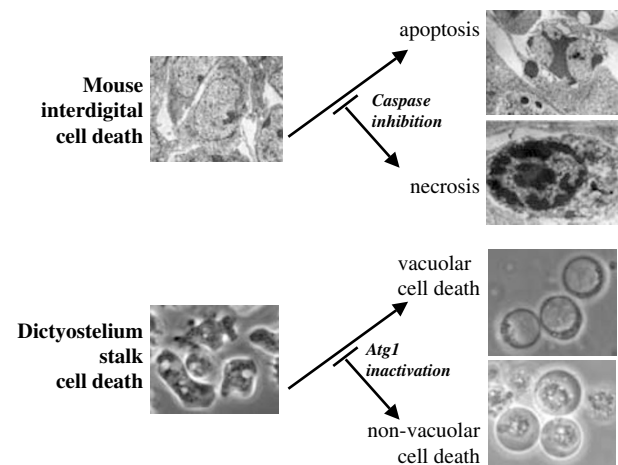 apoptosis
Mouse
interdigital
cell death
Caspase
inhibition
necrosis
vacuolar
cell death
Dictyostelium
stalk
cell death
Atg1
inactivation
non-vacuolar
cell death